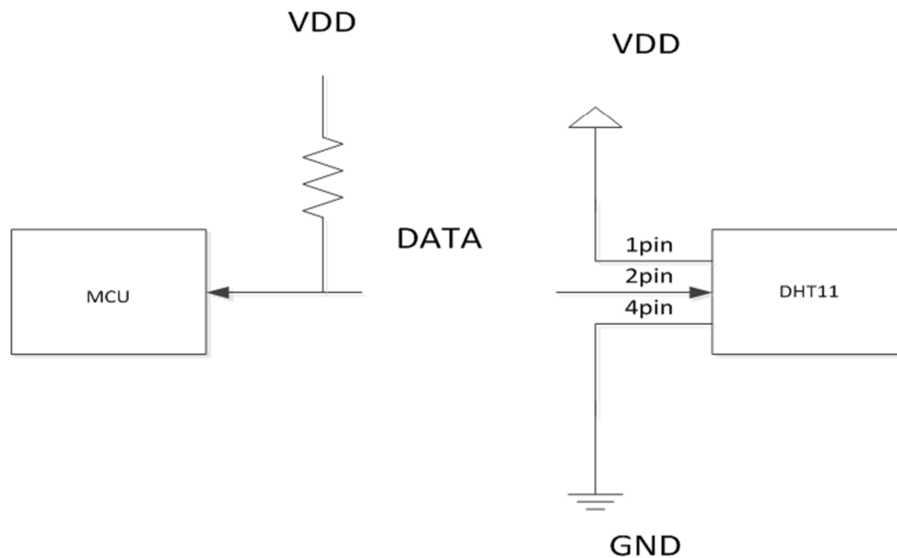 VDD
VDD
DATA
1pin
2pin
4pin
MCU
DHT11
GND